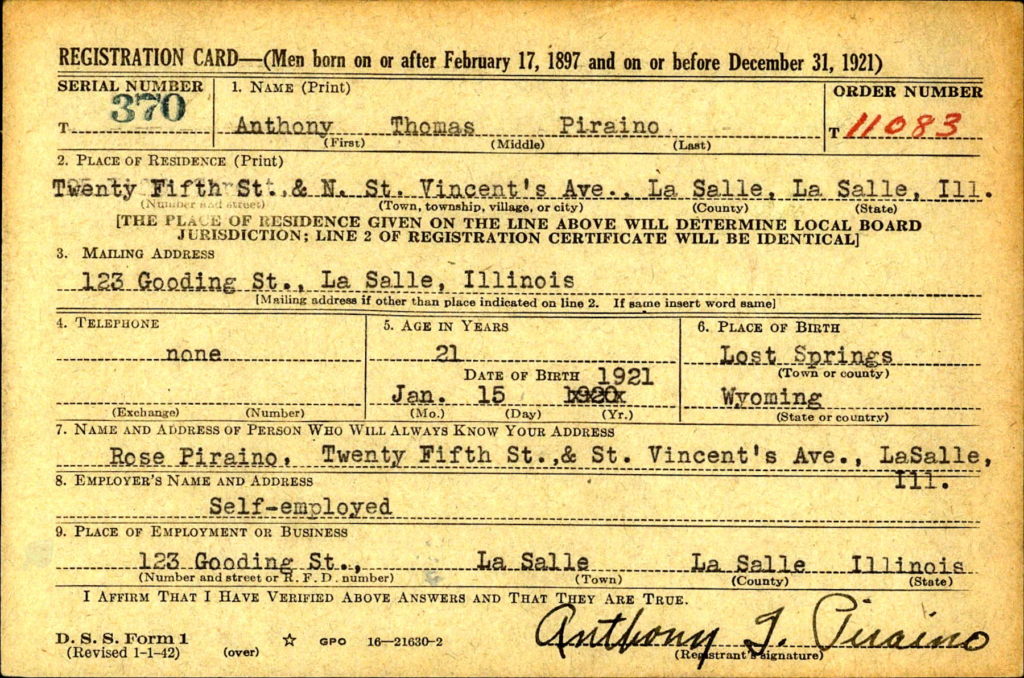 REGISTRATION CARD—(Men born on or after February 17, 1897 and on or before December 31, 1921)
SERIAL NUMBER
1. NAME (Print)
ORDER NUMBER
T 370
Anthony Thomas Piraino
T 11083
(First) (Middle) (Last)
2. PLACE OF RESIDENCE (Print)
Twenty Fifth St.,& N. St. Vincent's Ave., La Salle, La Salle, Ill.
(Number and street) (Town, township, village, or city) (County) (State)
[THE PLACE OF RESIDENCE GIVEN ON THE LINE ABOVE WILL DETERMINE LOCAL BOARD
JURISDICTION; LINE 2 OF REGISTRATION CERTIFICATE WILL BE IDENTICAL]
3. MAILING ADDRESS
123 Gooding St., La Salle, Illinois
[Mailing address if other than place indicated on line 2. If same insert word same]
4. TELEPHONE
none
(Exchange) (Number)
5. AGE IN YEARS
21
DATE OF BIRTH 1921
Jan. 15 1920
(Mo.) (Day) (Yr.)
6. PLACE OF BIRTH
Lost Springs
(Town or county)
Wyoming
(State or country)
7. NAME AND ADDRESS OF PERSON WHO WILL ALWAYS KNOW YOUR ADDRESS
Rose Piraino, Twenty Fifth St.,& St. Vincent's Ave., LaSalle,
Ill.
8. EMPLOYER'S NAME AND ADDRESS
Self-employed
9. PLACE OF EMPLOYMENT OR BUSINESS
123 Gooding St., La Salle La Salle Illinois
(Number and street or R. F. D. number) (Town) (County) (State)
I AFFIRM THAT I HAVE VERIFIED ABOVE ANSWERS AND THAT THEY ARE TRUE.
D. S. S. Form 1
(Revised 1-1-42) (over) ☆ GPO 16—21630-2
Anthony T. Piraino
(Registrant's signature)